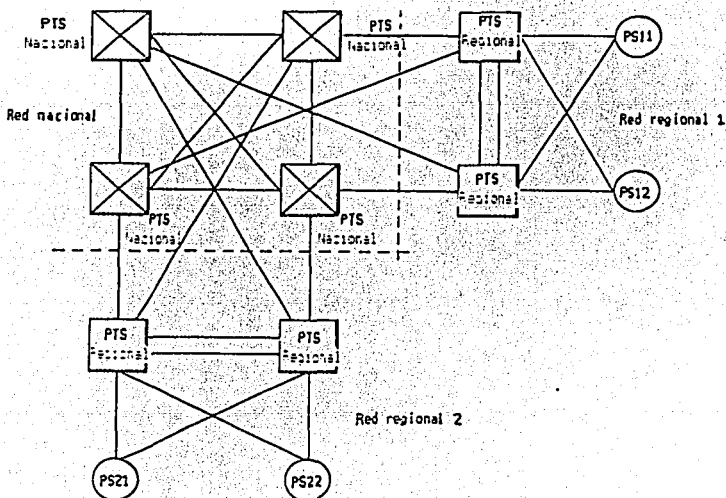 PTS
Nacional
PTS
Nacional
PTS
Regional
PS11
Red nacional
Red regional 1
PTS
Regional
PS12
PTS
Nacional
PTS
Nacional
PTS
Regional
PTS
Regional
Red regional 2
PS21
PS22